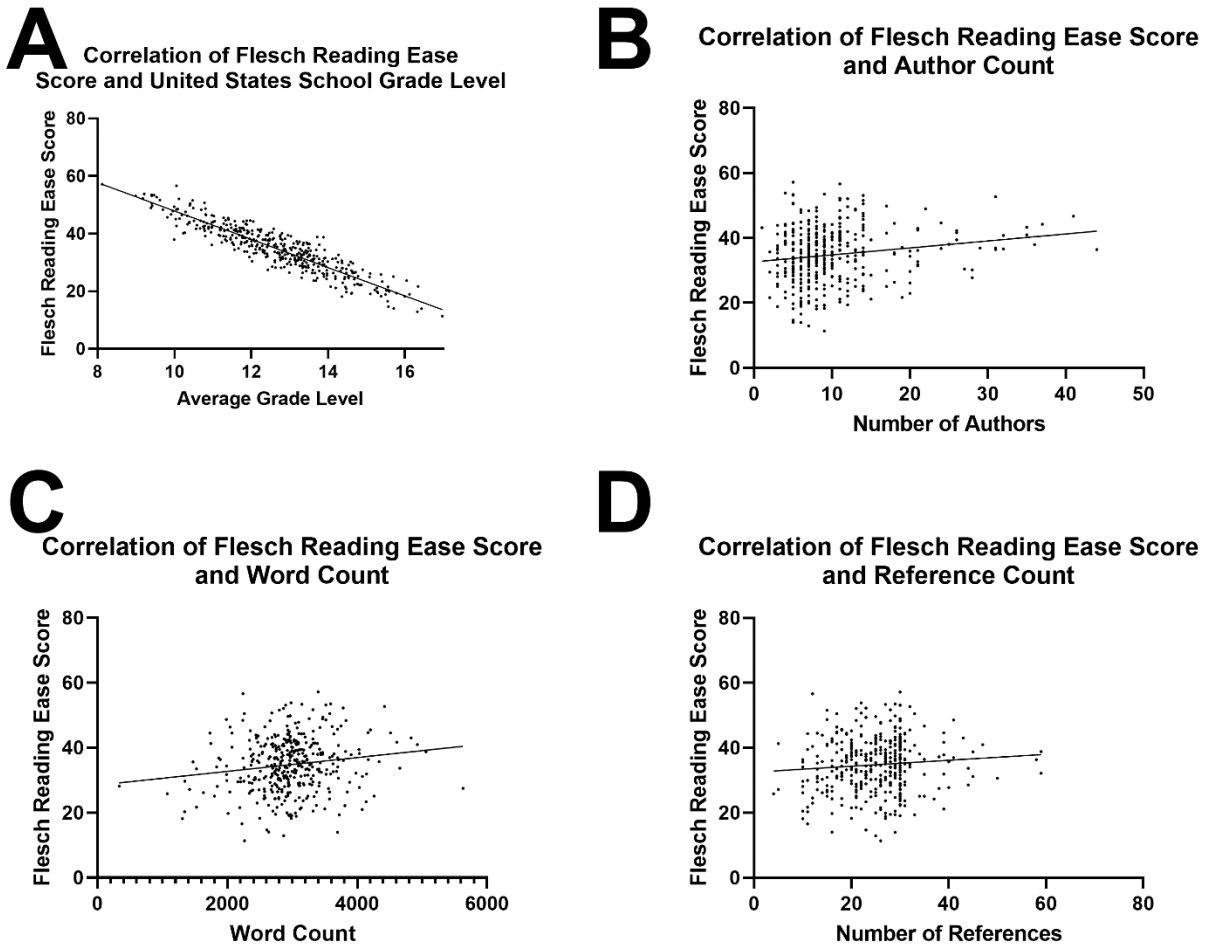 A
Correlation of Flesch Reading Ease
Score and United States School Grade Level
Flesch Reading Ease Score
80
60
40
20
0
8 10 12 14 16
Average Grade Level
B
Correlation of Flesch Reading Ease Score
and Author Count
Flesch Reading Ease Score
80
60
40
20
0
0 10 20 30 40 50
Number of Authors
C
Correlation of Flesch Reading Ease Score
and Word Count
Flesch Reading Ease Score
80
60
40
20
0
0 2000 4000 6000
Word Count
D
Correlation of Flesch Reading Ease Score
and Reference Count
Flesch Reading Ease Score
80
60
40
20
0
0 20 40 60 80
Number of References